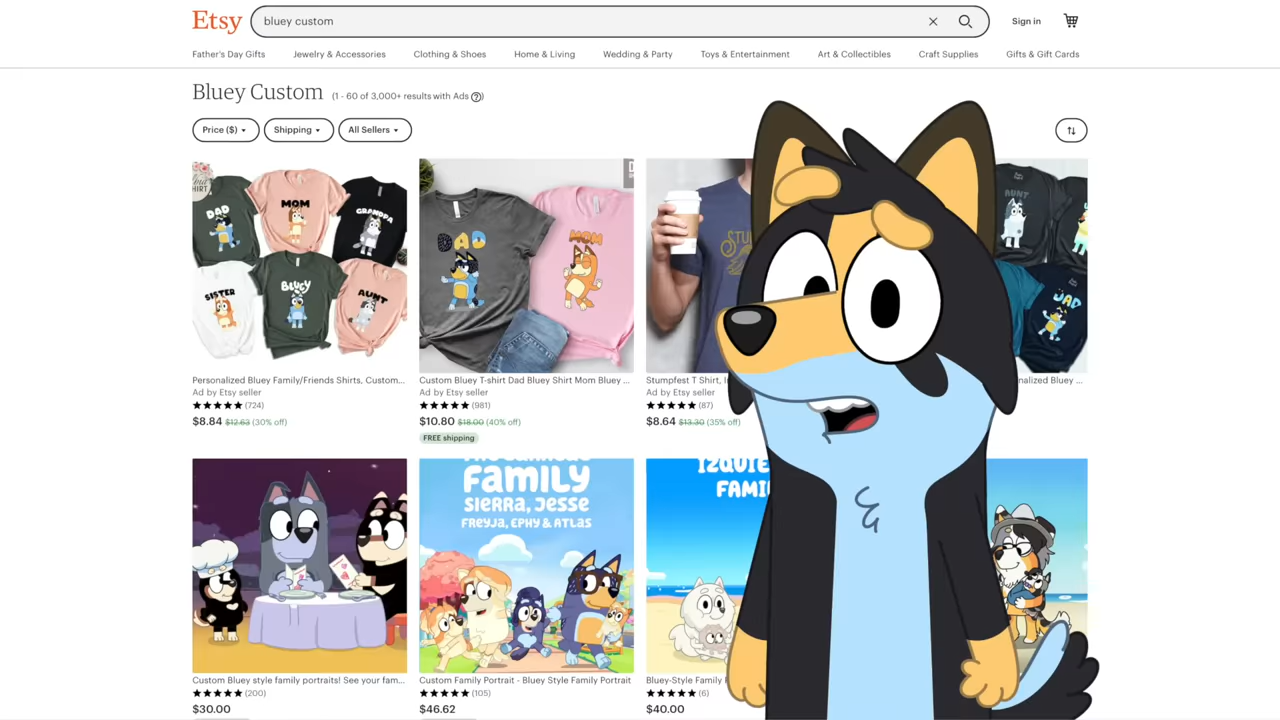 Etsy
bluey custom
Sign in
Father's Day Gifts
Jewelry & Accessories
Clothing & Shoes
Home & Living
Wedding & Party
Toys & Entertainment
Art & Collectibles
Craft Supplies
Gifts & Gift Cards
Bluey Custom
(1 - 60 of 3,000+ results with Ads ?)
Price ($)
Shipping
All Sellers
SHIRT
DAD
MOM
GRANDPA
SISTER
BLUEY
AUNT
DAD
MOM
AUNT
DAD
Personalized Bluey Family/Friends Shirts, Custom...
Ad by Etsy seller
(724)
$8.84 $12.63 (30% off)
Custom Bluey T-shirt Dad Bluey Shirt Mom Bluey ...
Ad by Etsy seller
(981)
$10.80 $18.00 (40% off)
FREE shipping
Stumpfest T Shirt,
Ad by Etsy seller
(87)
$8.64 $13.30 (35% off)
Bluey ...
FAMILY
SIERRA, JESSE
FREYJA, EPHY & ATLAS
Custom Bluey style family portraits! See your fam...
(200)
$30.00
Custom Family Portrait - Bluey Style Family Portrait
(105)
$46.62
Bluey-Style Family
(6)
$40.00